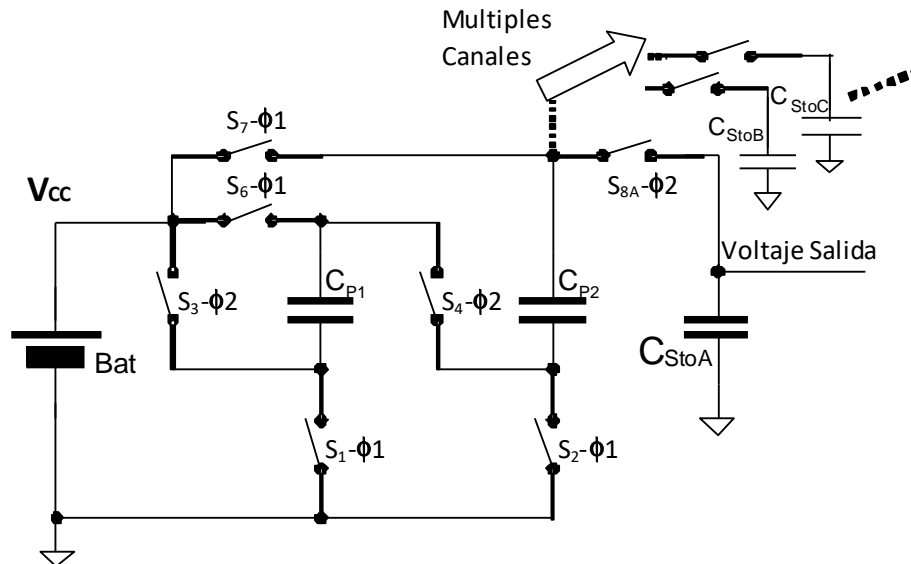 Multiples
Canales
S7-ϕ1
CStoC
CStoB
S6-ϕ1
S8A-ϕ2
Vcc
Voltaje Salida
S3-ϕ2
CP1
S4-ϕ2
CP2
Bat
CStoA
S1-ϕ1
S2-ϕ1